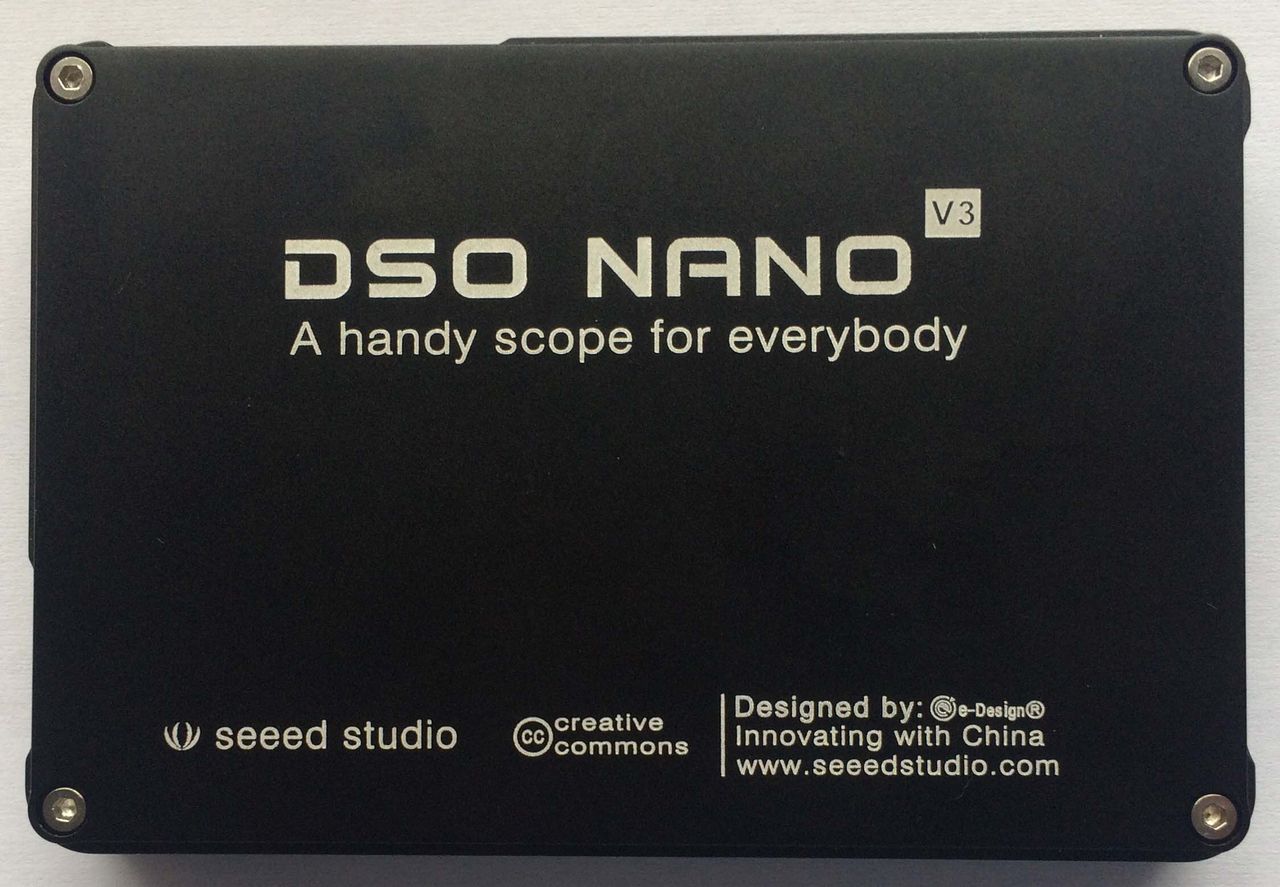 DSO NANO V3
A handy scope for everybody
seeed studio
cc creative commons
Designed by: e-Design®
Innovating with China
www.seeedstudio.com